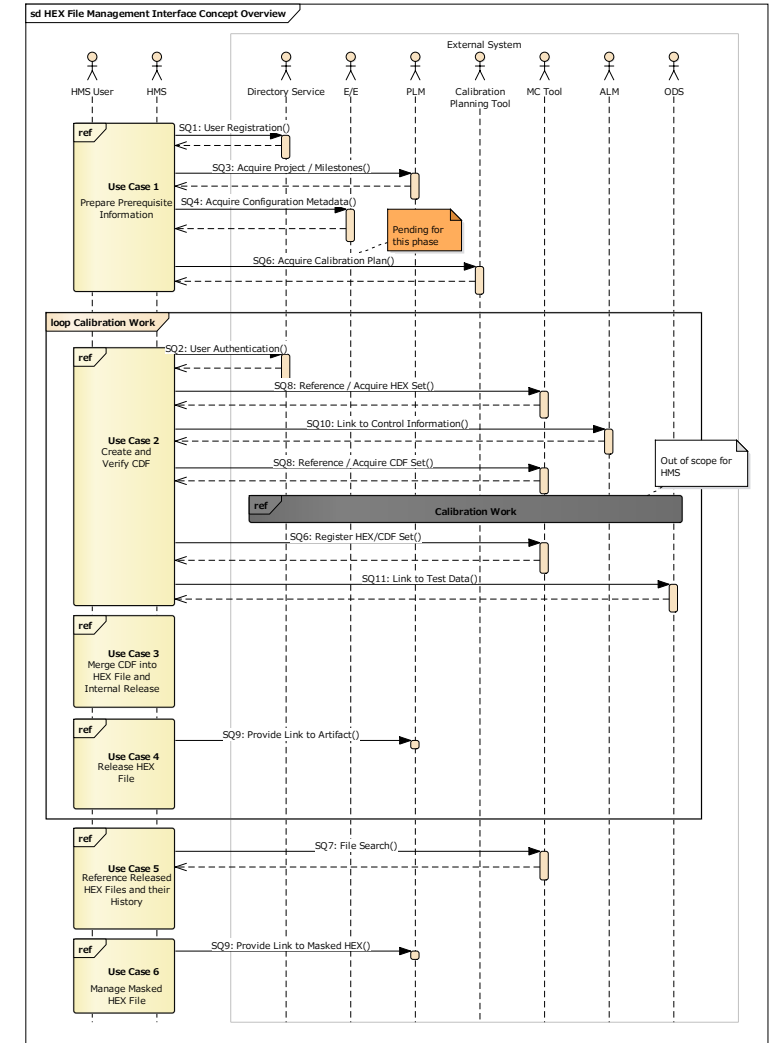 sd HEX File Management Interface Concept Overview
External System
HMS User
HMS
Directory Service
E/E
PLM
Calibration
Planning Tool
MC Tool
ALM
ODS
ref
SQ1: User Registration()
SQ3: Acquire Project / Milestones()
Use Case 1
Prepare Prerequisite
Information
SQ4: Acquire Configuration Metadata()
Pending for
this phase
SQ6: Acquire Calibration Plan()
loop Calibration Work
ref
SQ2: User Authentication()
SQ8: Reference / Acquire HEX Set()
SQ10: Link to Control Information()
Use Case 2
Create and
Verify CDF
SQ8: Reference / Acquire CDF Set()
Out of scope for
HMS
ref
Calibration Work
SQ6: Register HEX/CDF Set()
SQ11: Link to Test Data()
ref
Use Case 3
Merge CDF into
HEX File and
Internal Release
ref
SQ9: Provide Link to Artifact()
Use Case 4
Release HEX
File
ref
SQ7: File Search()
Use Case 5
Reference Released
HEX Files and their
History
ref
SQ9: Provide Link to Masked HEX()
Use Case 6
Manage Masked
HEX File